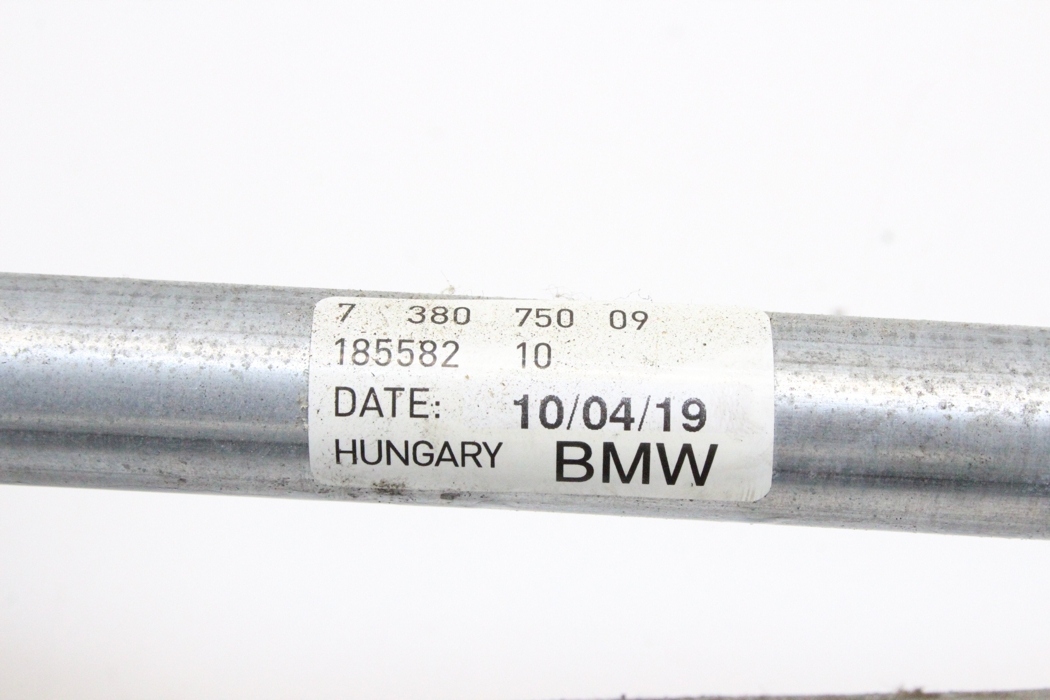 7 380 750 09
185582 10
DATE: 10/04/19
HUNGARY BMW